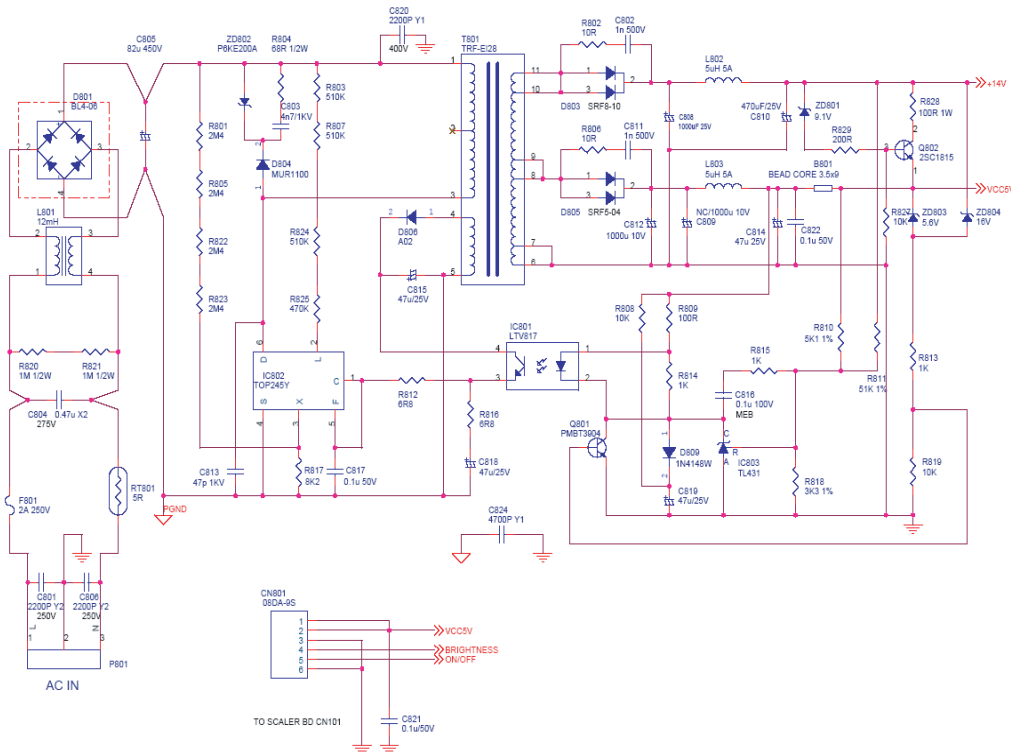 C805
82u 450V
ZD802
P6KE200A
R804
68R 1/2W
C820
2200P Y1
400V
T801
TRF-EI28
R802
10R
C802
1n 500V
L802
5uH 5A
+14V
D801
BL4-06
R803
510K
C803
4n7/1KV
R807
510K
D803
SRF8-10
C808
1000uF 25V
470uF/25V
C810
ZD801
9.1V
R828
100R 1W
R829
200R
Q802
2SC1815
R801
2M4
R806
10R
C811
1n 500V
L803
5uH 5A
B801
BEAD CORE 3.5x9
VCC5V
D804
MUR1100
R805
2M4
D805
SRF5-04
C812
1000u 10V
NC/1000u 10V
C809
C814
47u 25V
C822
0.1u 50V
R827
10K
ZD803
5.6V
ZD804
16V
L801
12mH
D806
A02
R822
2M4
R824
510K
C815
47u/25V
R823
2M4
R825
470K
IC801
LTV817
R808
10K
R809
100R
R810
5K1 1%
R811
51K 1%
R813
1K
R820
1M 1/2W
R821
1M 1/2W
IC802
TOP245Y
D
L
C
S
X
F
R812
6R8
R814
1K
R815
1K
C804
0.47u X2
275V
R816
6R8
C816
0.1u 100V
MEB
Q801
PMBT3904
D809
1N4148W
C
R
A
IC803
TL431
C813
47p 1KV
R817
8K2
C817
0.1u 50V
C818
47u/25V
C819
47u/25V
R818
3K3 1%
R819
10K
F801
2A 250V
RT801
5R
PGND
C824
4700P Y1
C801
2200P Y2
250V
C806
2200P Y2
250V
L
N
1
2
3
P801
AC IN
CN801
08DA-9S
1
2
3
4
5
6
VCC5V
BRIGHTNESS
ON/OFF
TO SCALER BD CN101
C821
0.1u/50V